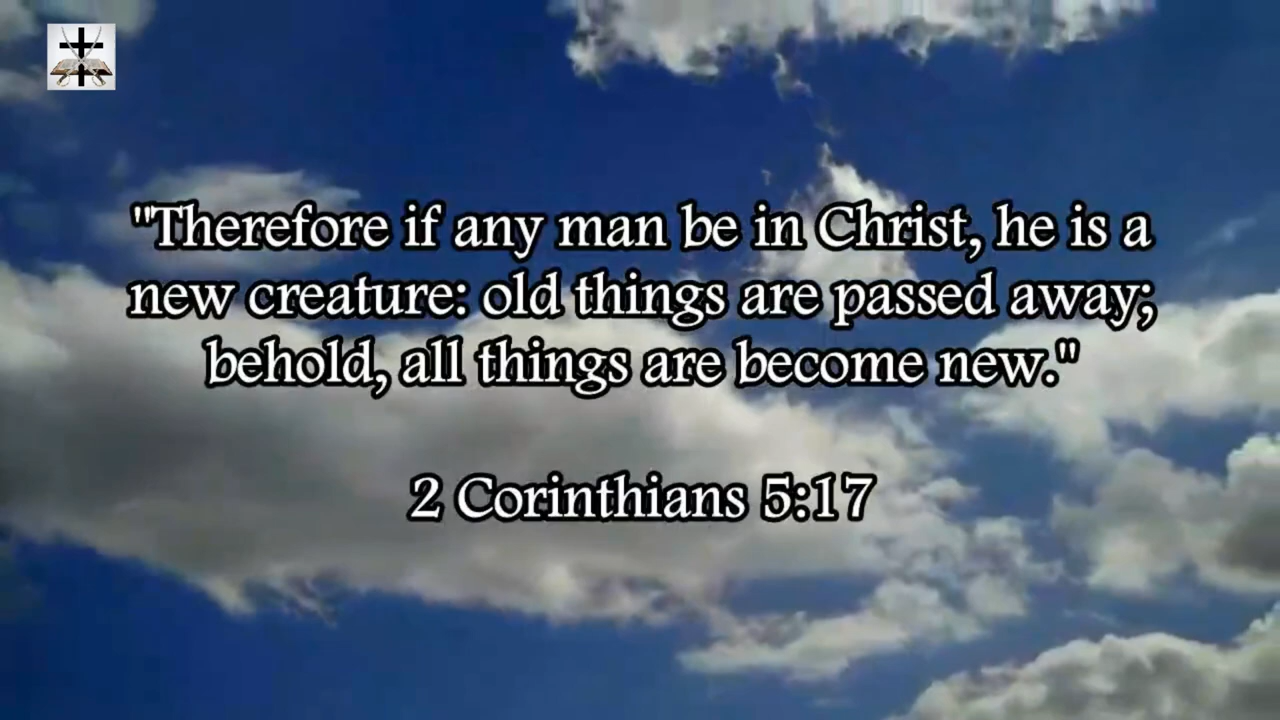 "Therefore if any man be in Christ, he is a
new creature: old things are passed away;
behold, all things are become new."
2 Corinthians 5:17